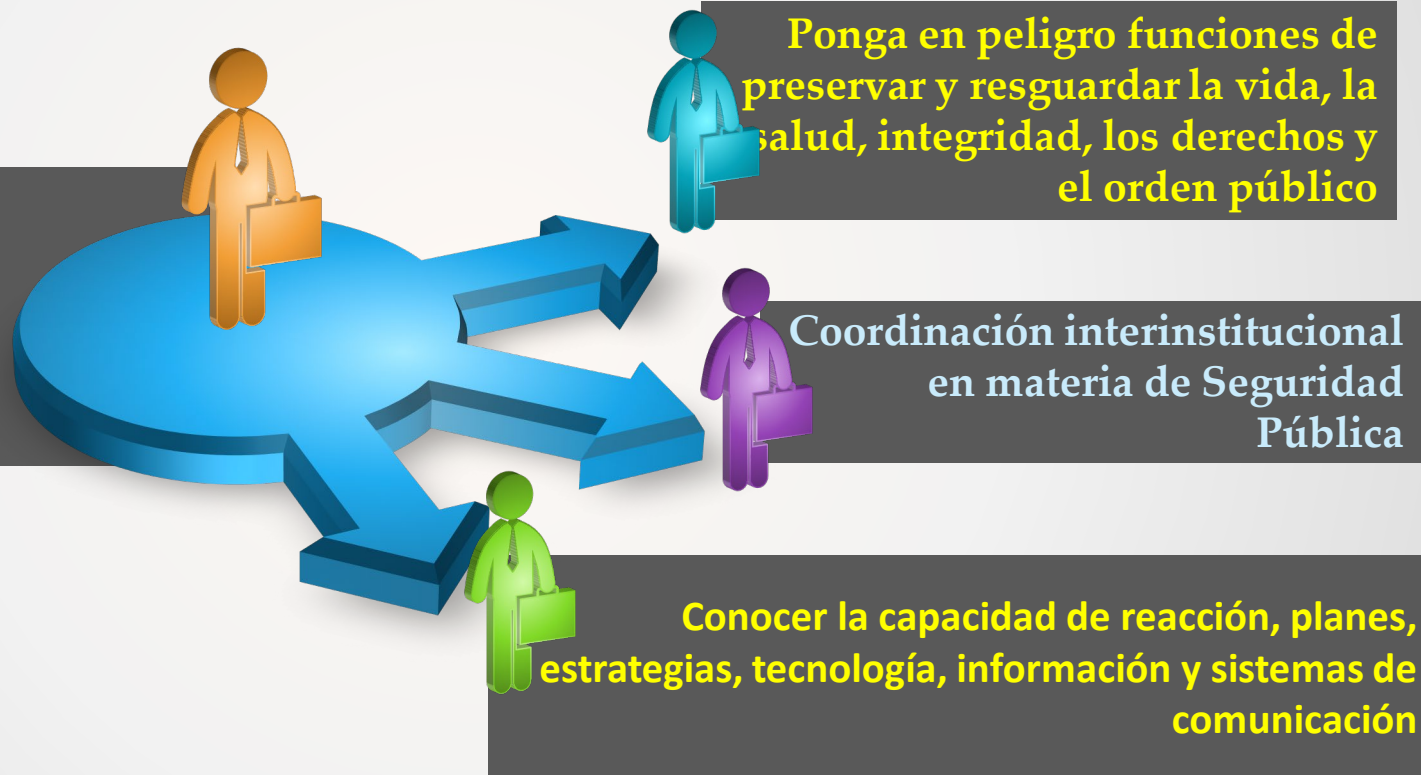 Ponga en peligro funciones de
preservar y resguardar la vida, la
salud, integridad, los derechos y
el orden público
Coordinación interinstitucional
en materia de Seguridad
Pública
Conocer la capacidad de reacción, planes,
estrategias, tecnología, información y sistemas de
comunicación